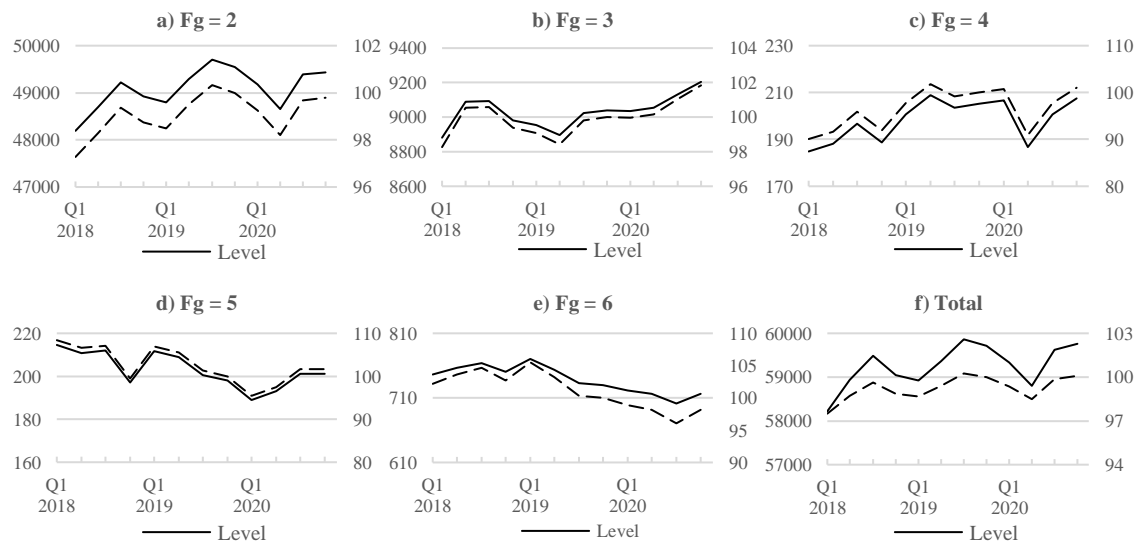 a) Fg = 2
50000
49000
48000
47000
102
100
98
96
Q1
2018
Q1
2019
Q1
2020
Level
b) Fg = 3
9400
9200
9000
8800
8600
104
102
100
98
96
Q1
2018
Q1
2019
Q1
2020
Level
c) Fg = 4
230
210
190
170
110
100
90
80
Q1
2018
Q1
2019
Q1
2020
Level
d) Fg = 5
220
200
180
160
110
100
90
80
Q1
2018
Q1
2019
Q1
2020
Level
e) Fg = 6
810
710
610
110
105
100
95
90
Q1
2018
Q1
2019
Q1
2020
Level
f) Total
60000
59000
58000
57000
103
100
97
94
Q1
2018
Q1
2019
Q1
2020
Level